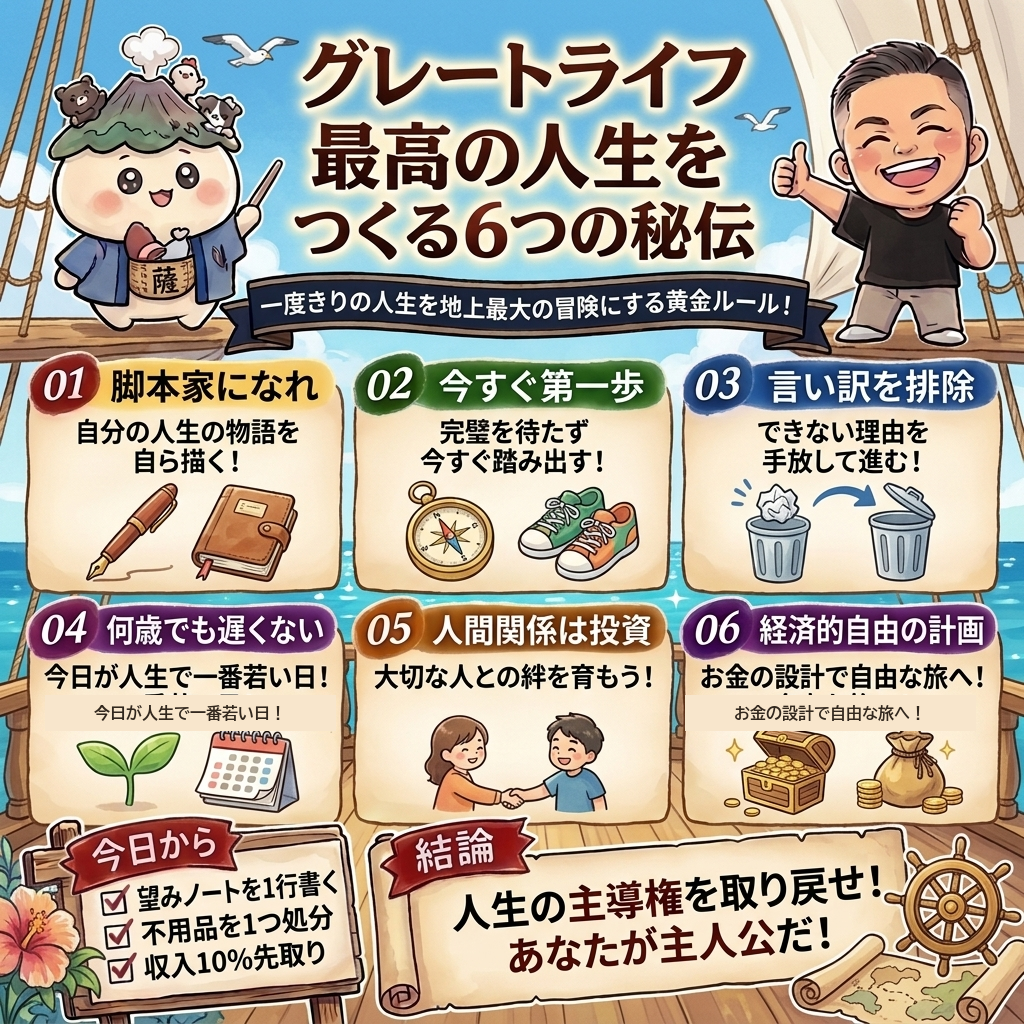 グレートライフ
最高の人生を
つくる6つの秘伝
薩
一度きりの人生を地上最大の冒険にする黄金ルール！
01 脚本家になれ
自分の人生の物語を
自ら描く！
02 今すぐ第一歩
完璧を待たず
今すぐ踏み出す！
03 言い訳を排除
できない理由を
手放して進む！
04 何歳でも遅くない
今日が人生で一番若い日！
今日が人生で一番若い日！
05 人間関係は投資
大切な人との絆を育もう！
06 経済的自由の計画
お金の設計で自由な旅へ！
お金の設計で自由な旅へ！
今日から
望みノートを1行書く
不用品を1つ処分
収入10%先取り
結論
人生の主導権を取り戻せ！
あなたが主人公だ！